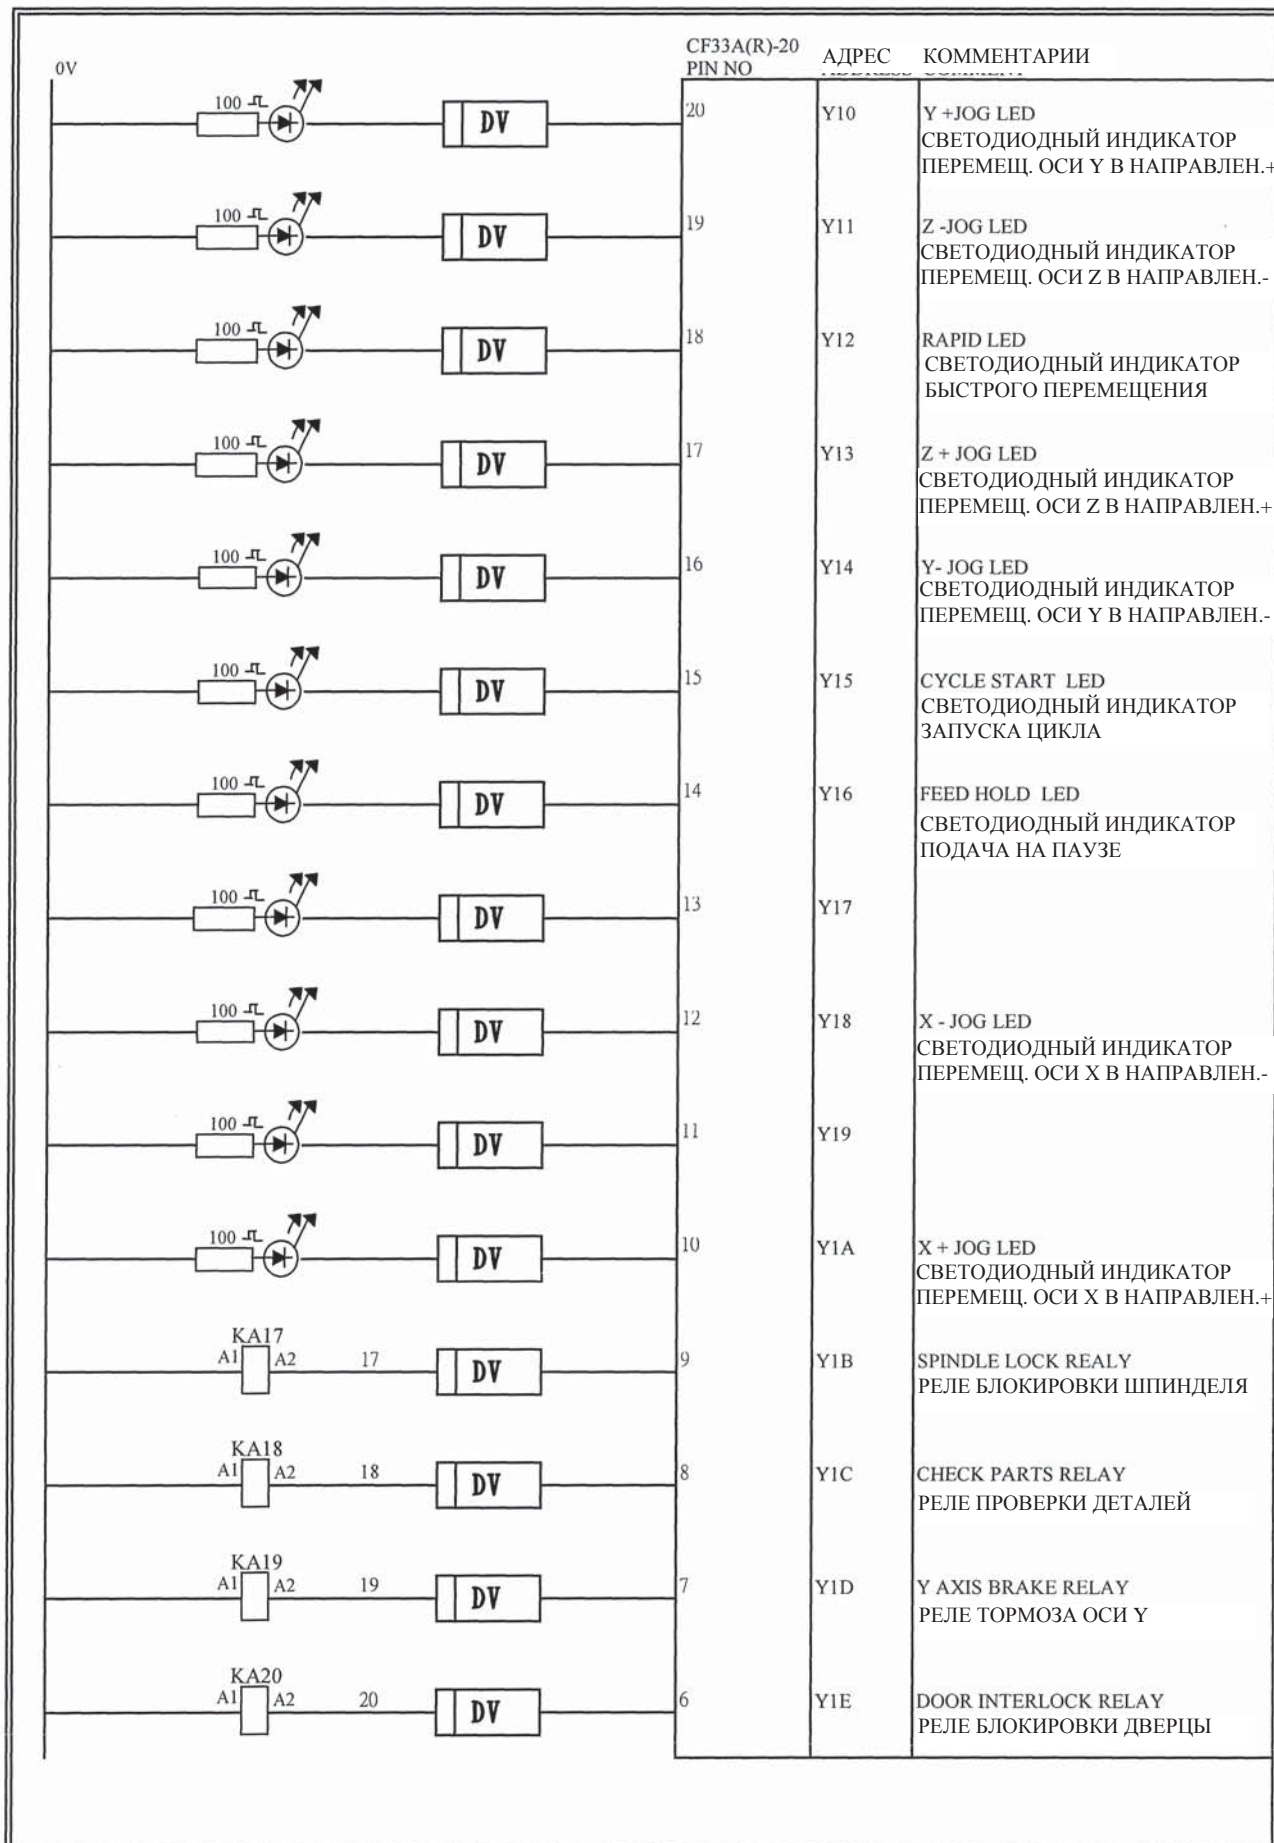 CF33A(R)-20
0V
PIN NO
АДРЕС
КОММЕНТАРИИ
100
DV
20
Y10
Y +JOG LED
СВЕТОДИОДНЫЙ ИНДИКАТОР
ПЕРЕМЕЩ. ОСИ Y В НАПРАВЛЕН.+
100
DV
19
Y11
Z -JOG LED
СВЕТОДИОДНЫЙ ИНДИКАТОР
ПЕРЕМЕЩ. ОСИ Z В НАПРАВЛЕН.-
100
DV
18
Y12
RAPID LED
СВЕТОДИОДНЫЙ ИНДИКАТОР
БЫСТРОГО ПЕРЕМЕЩЕНИЯ
100
DV
17
Y13
Z + JOG LED
СВЕТОДИОДНЫЙ ИНДИКАТОР
ПЕРЕМЕЩ. ОСИ Z В НАПРАВЛЕН.+
100
DV
16
Y14
Y- JOG LED
СВЕТОДИОДНЫЙ ИНДИКАТОР
ПЕРЕМЕЩ. ОСИ Y В НАПРАВЛЕН.-
100
DV
15
Y15
CYCLE START LED
СВЕТОДИОДНЫЙ ИНДИКАТОР
ЗАПУСКА ЦИКЛА
100
DV
14
Y16
FEED HOLD LED
СВЕТОДИОДНЫЙ ИНДИКАТОР
ПОДАЧА НА ПАУЗЕ
100
DV
13
Y17
100
DV
12
Y18
X - JOG LED
СВЕТОДИОДНЫЙ ИНДИКАТОР
ПЕРЕМЕЩ. ОСИ X В НАПРАВЛЕН.-
100
DV
11
Y19
100
DV
10
Y1A
X + JOG LED
СВЕТОДИОДНЫЙ ИНДИКАТОР
ПЕРЕМЕЩ. ОСИ X В НАПРАВЛЕН.+
KA17
A1 A2 17
DV
9
Y1B
SPINDLE LOCK REALY
РЕЛЕ БЛОКИРОВКИ ШПИНДЕЛЯ
KA18
A1 A2 18
DV
8
Y1C
CHECK PARTS RELAY
РЕЛЕ ПРОВЕРКИ ДЕТАЛЕЙ
KA19
A1 A2 19
DV
7
Y1D
Y AXIS BRAKE RELAY
РЕЛЕ ТОРМОЗА ОСИ Y
KA20
A1 A2 20
DV
6
Y1E
DOOR INTERLOCK RELAY
РЕЛЕ БЛОКИРОВКИ ДВЕРЦЫ